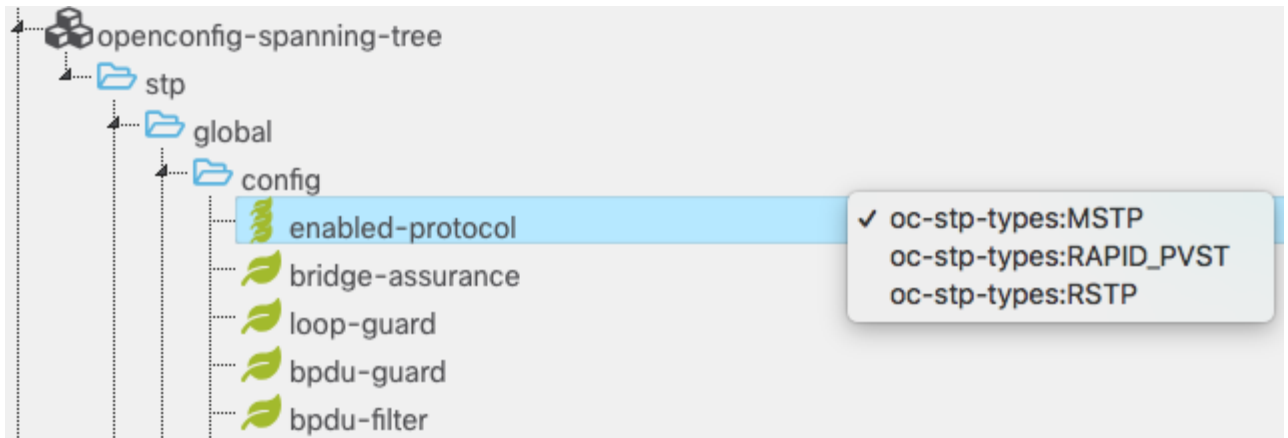 openconfig-spanning-tree
stp
global
config
enabled-protocol
✓ oc-stp-types:MSTP
oc-stp-types:RAPID_PVST
oc-stp-types:RSTP
bridge-assurance
loop-guard
bpdu-guard
bpdu-filter